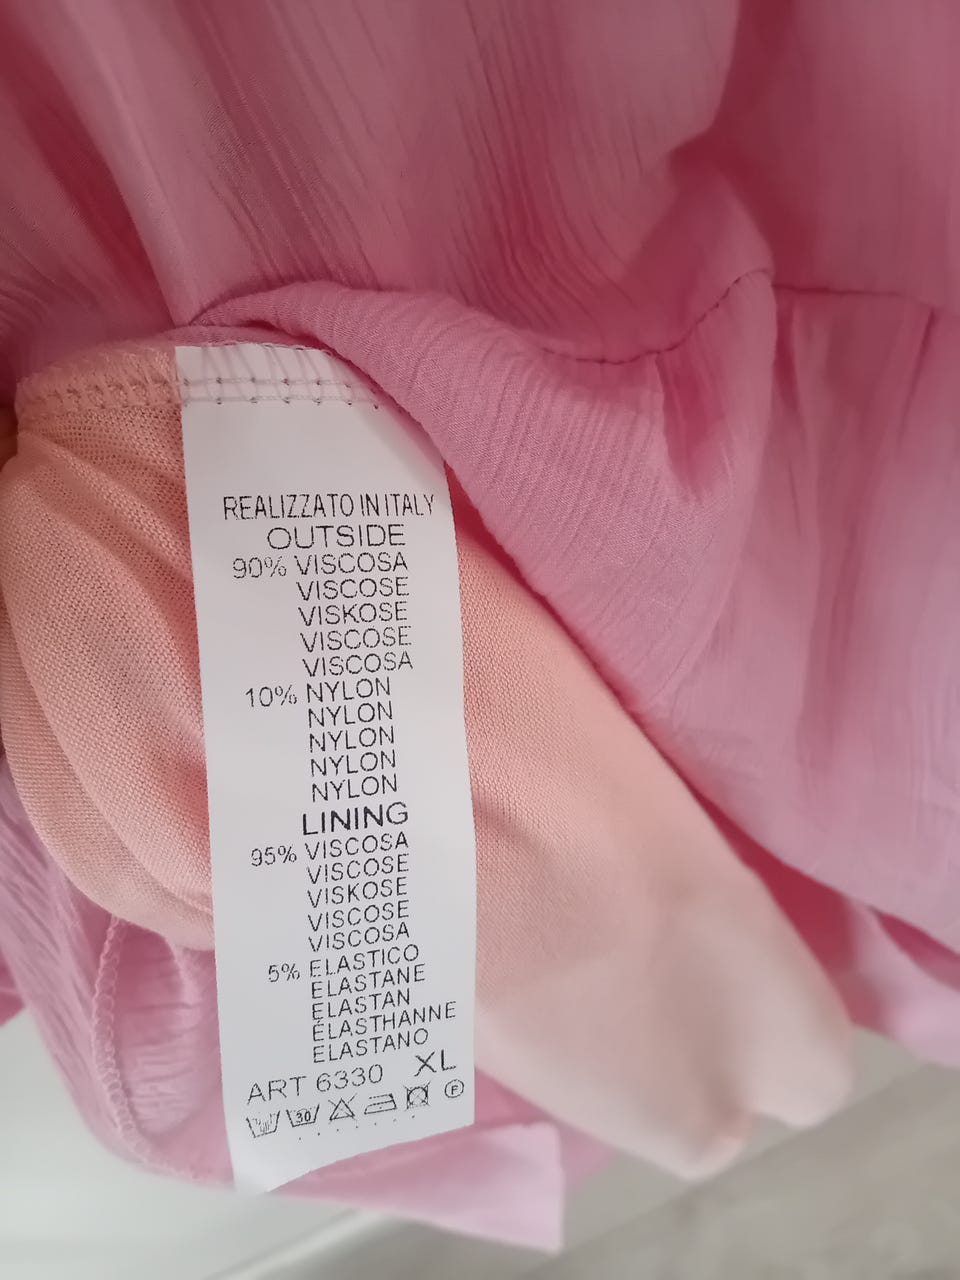 REALIZZATO IN ITALY
OUTSIDE
90% VISCOSA
VISCOSE
VISKOSE
VISCOSE
VISCOSA
10% NYLON
NYLON
NYLON
NYLON
NYLON
LINING
95% VISCOSA
VISCOSE
VISKOSE
VISCOSE
VISCOSA
5% ELASTICO
ELASTANE
ELASTAN
ÉLASTHANNE
ELASTANO
ART 6330 XL
30 F